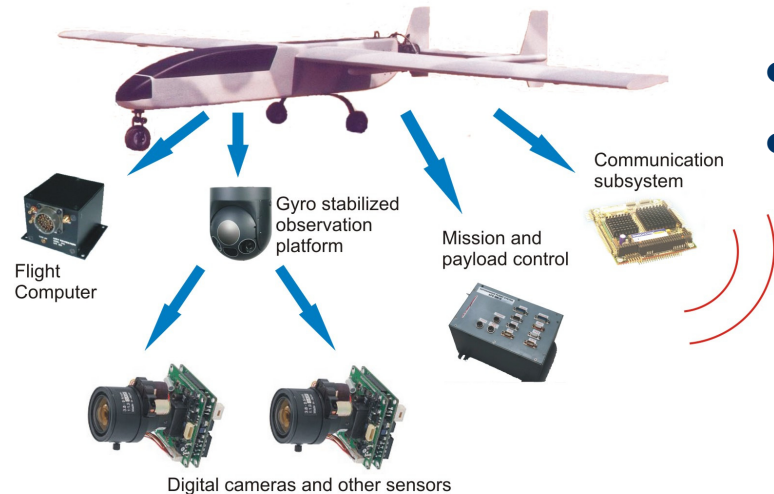 Communication
subsystem
Gyro stabilized
observation
platform
Mission and
payload control
Flight
Computer
Digital cameras and other sensors